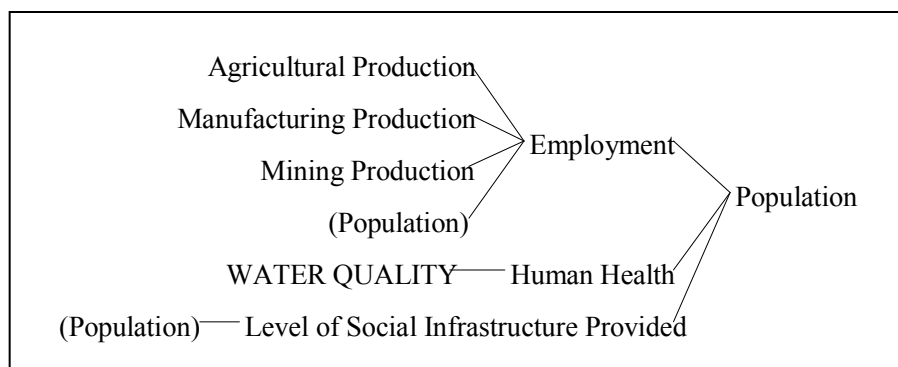 Agricultural Production
Manufacturing Production
Employment
Mining Production
Population
(Population)
WATER QUALITY Human Health
(Population) Level of Social Infrastructure Provided